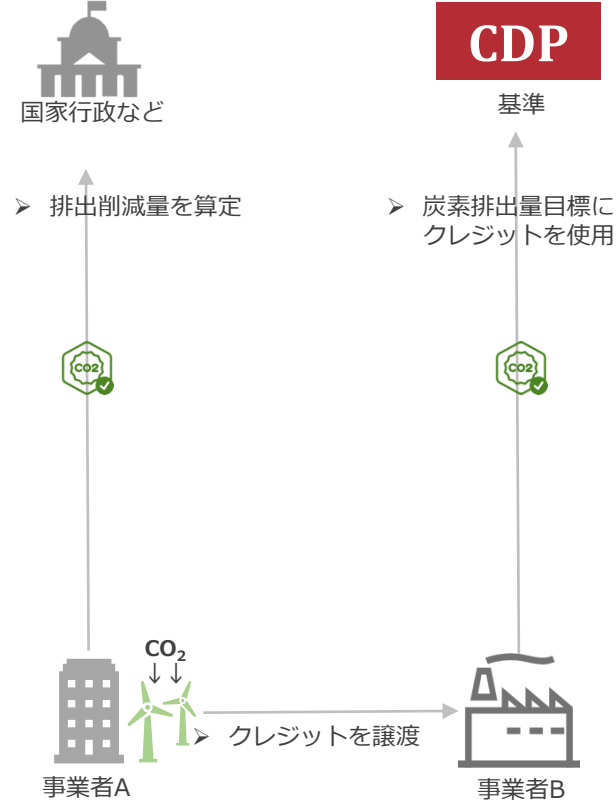 CDP
国家行政など
基準
➢ 排出削減量を算定
➢ 炭素排出量目標に
クレジットを使用
CO2
CO2
CO₂
↓↓
➢ クレジットを譲渡
事業者A
事業者B